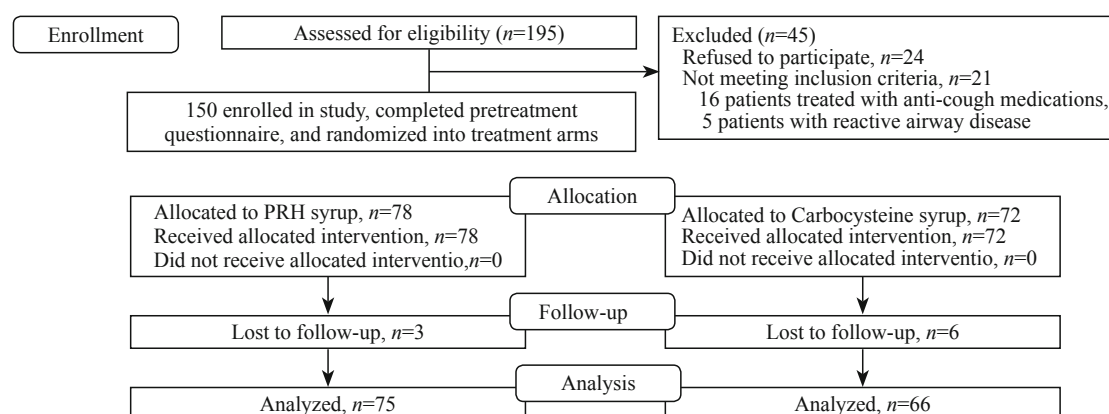 Enrollment
Assessed for eligibility (n=195)
Excluded (n=45)
Refused to participate, n=24
Not meeting inclusion criteria, n=21
16 patients treated with anti-cough medications,
5 patients with reactive airway disease
150 enrolled in study, completed pretreatment
questionnaire, and randomized into treatment arms
Allocation
Allocated to PRH syrup, n=78
Received allocated intervention, n=78
Did not receive allocated interventio,n=0
Allocated to Carbocysteine syrup, n=72
Received allocated intervention, n=72
Did not receive allocated interventio, n=0
Follow-up
Lost to follow-up, n=3
Lost to follow-up, n=6
Analysis
Analyzed, n=75
Analyzed, n=66